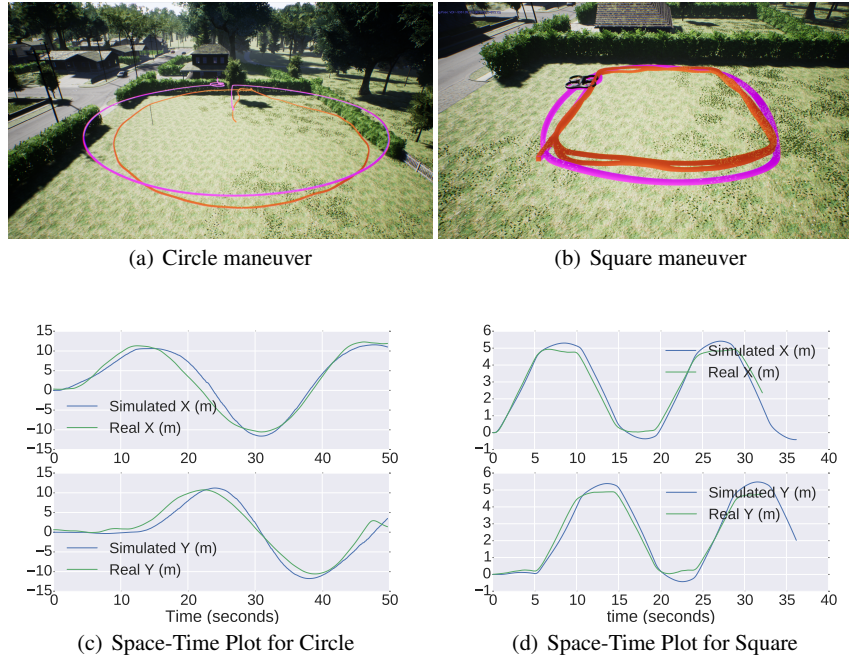 (a) Circle maneuver
(b) Square maneuver
15
10
5
0
−5
−10
−15
Simulated X (m)
Real X (m)
0 10 20 30 40 50
15
10
5
0
−5
−10
−15
Simulated Y (m)
Real Y (m)
0 10 20 30 40 50
Time (seconds)
(c) Space-Time Plot for Circle
6
5
4
3
2
1
0
−1
Simulated X (m)
Real X (m)
0 5 10 15 20 25 30 35 40
6
5
4
3
2
1
0
−1
Simulated Y (m)
Real Y (m)
0 5 10 15 20 25 30 35 40
time (seconds)
(d) Space-Time Plot for Square